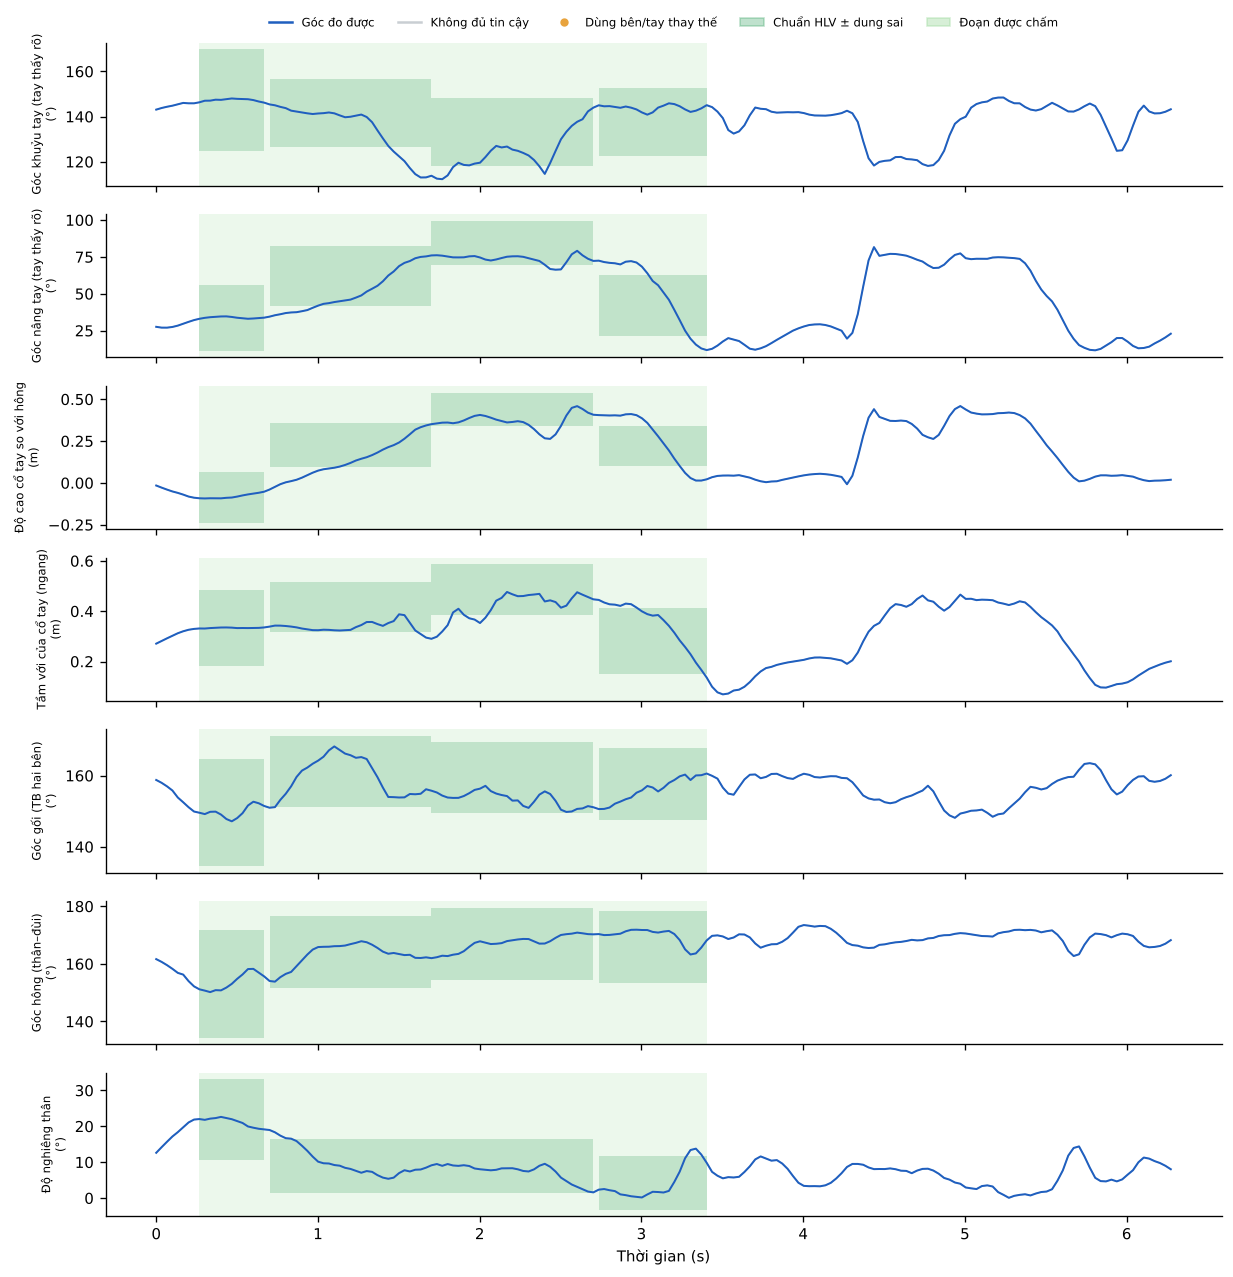 Góc đo được
Không đủ tin cậy
Dùng bên/tay thay thế
Chuẩn HLV ± dung sai
Đoạn được chấm
Góc khuỷu tay (tay thấy rõ)
(°)
160
140
120
Góc nâng tay (tay thấy rõ)
(°)
100
75
50
25
Độ cao cổ tay so với hông
(m)
0.50
0.25
0.00
−0.25
Tầm với của cổ tay (ngang)
(m)
0.6
0.4
0.2
Góc gối (TB hai bên)
(°)
160
140
Góc hông (thân–đùi)
(°)
180
160
140
Độ nghiêng thân
(°)
30
20
10
0
0 1 2 3 4 5 6
Thời gian (s)